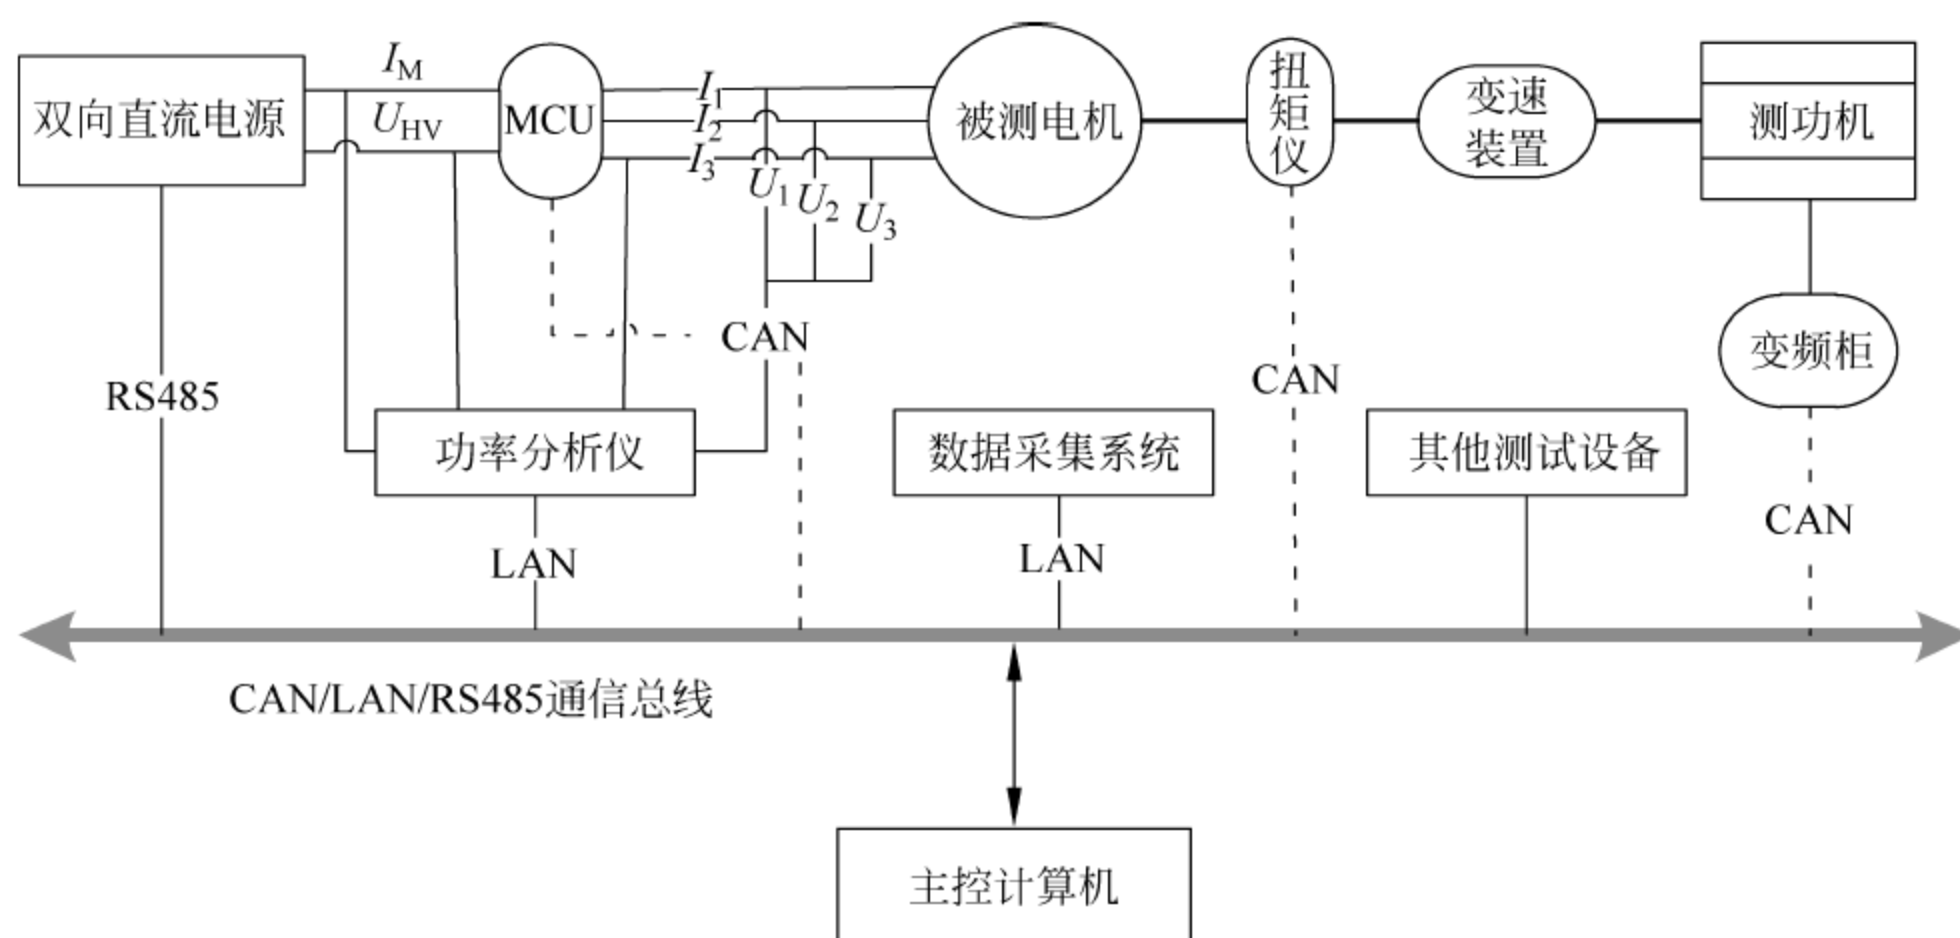 双向直流电源
I_M
U_HV
MCU
I_1
I_2
I_3
U_1
U_2
U_3
被测电机
扭矩仪
变速
装置
测功机
变频柜
RS485
CAN
CAN
CAN
功率分析仪
数据采集系统
其他测试设备
LAN
LAN
CAN/LAN/RS485通信总线
主控计算机